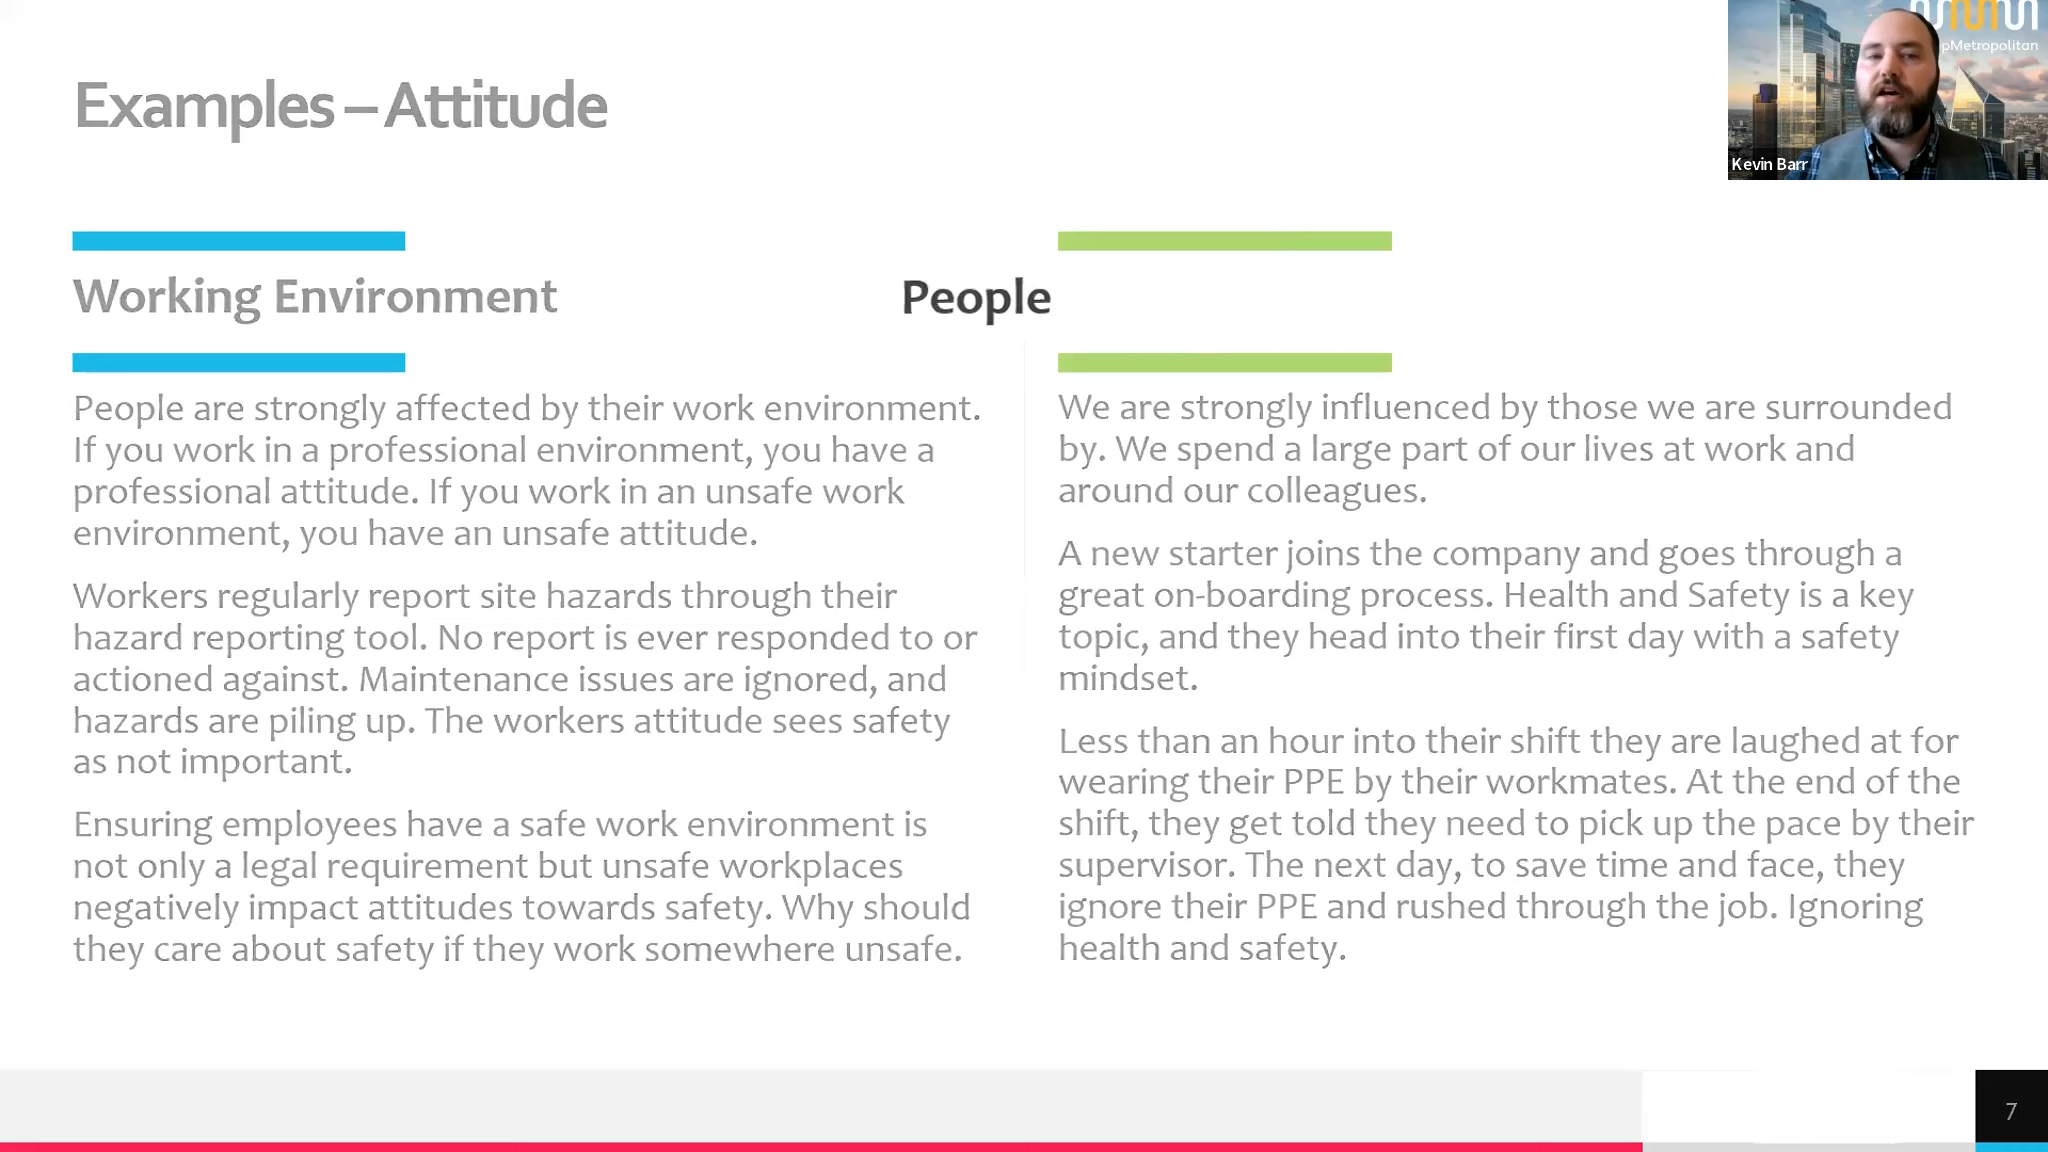 Examples – Attitude
pMetropolitan
Kevin Barr
Working Environment
People are strongly affected by their work environment.
If you work in a professional environment, you have a
professional attitude. If you work in an unsafe work
environment, you have an unsafe attitude.
Workers regularly report site hazards through their
hazard reporting tool. No report is ever responded to or
actioned against. Maintenance issues are ignored, and
hazards are piling up. The workers attitude sees safety
as not important.
Ensuring employees have a safe work environment is
not only a legal requirement but unsafe workplaces
negatively impact attitudes towards safety. Why should
they care about safety if they work somewhere unsafe.
People
We are strongly influenced by those we are surrounded
by. We spend a large part of our lives at work and
around our colleagues.
A new starter joins the company and goes through a
great on-boarding process. Health and Safety is a key
topic, and they head into their first day with a safety
mindset.
Less than an hour into their shift they are laughed at for
wearing their PPE by their workmates. At the end of the
shift, they get told they need to pick up the pace by their
supervisor. The next day, to save time and face, they
ignore their PPE and rushed through the job. Ignoring
health and safety.
7